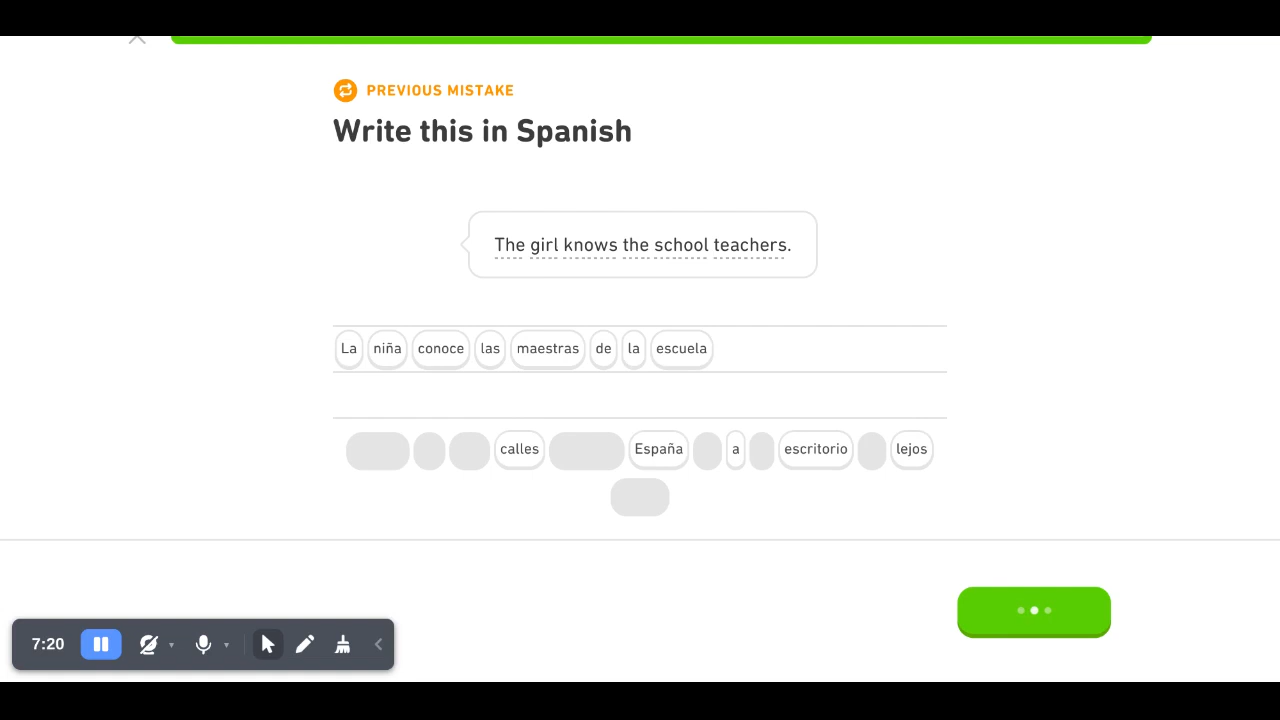 PREVIOUS MISTAKE
Write this in Spanish
The girl knows the school teachers.
La niña conoce las maestras de la escuela
calles España a escritorio lejos
7:20